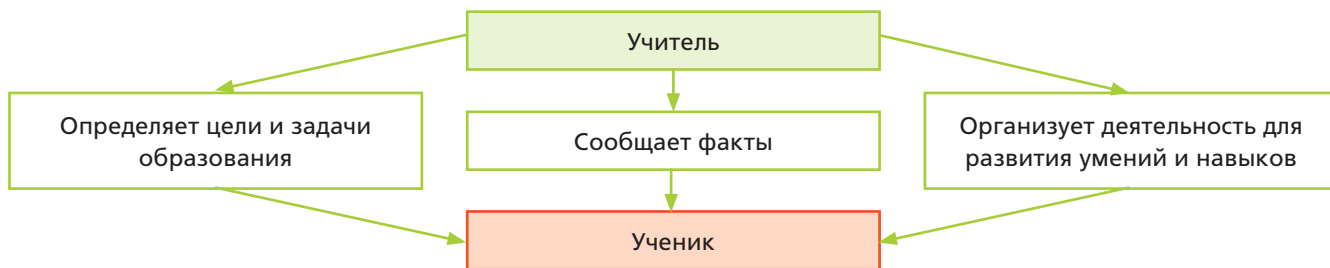 Учитель
Определяет цели и задачи
образования
Сообщает факты
Организует деятельность для
развития умений и навыков
Ученик